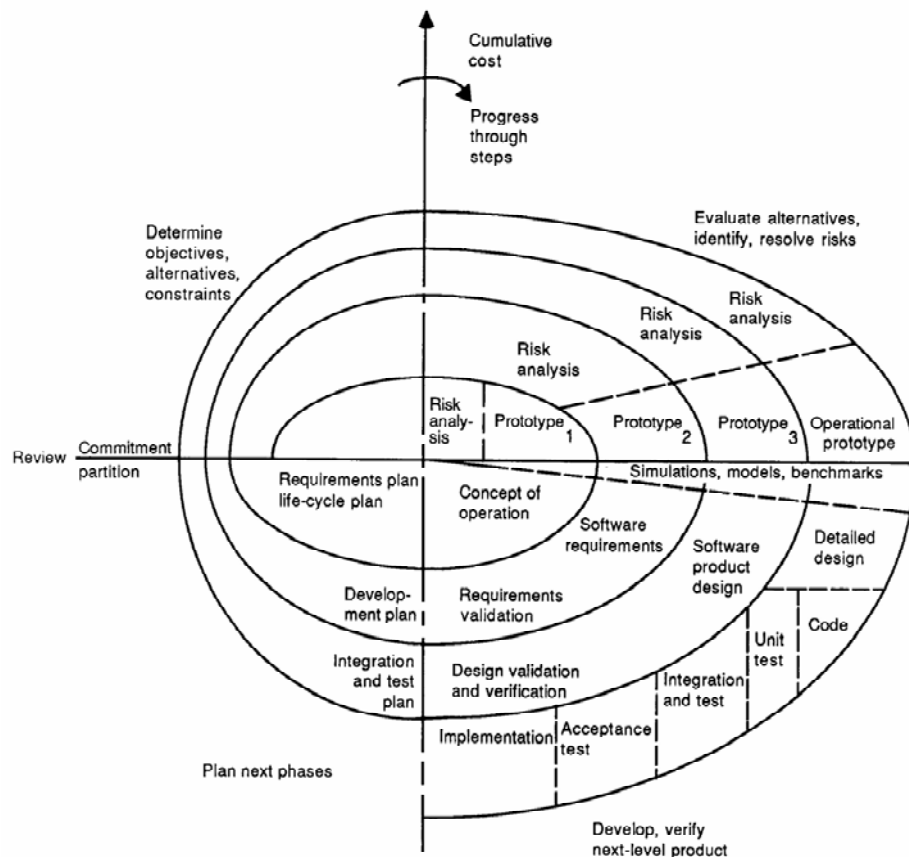 Cumulative
cost
Progress
through
steps
Determine
objectives,
alternatives,
constraints
Evaluate alternatives,
identify, resolve risks
Risk
analysis
Risk
analysis
Risk
analysis
Risk
analy-
sis
Prototype
1
Prototype
2
Prototype
3
Operational
prototype
Review
Commitment
partition
Simulations, models, benchmarks
Requirements plan
life-cycle plan
Concept of
operation
Software
requirements
Software
product
design
Detailed
design
Develop-
ment plan
Requirements
validation
Unit
test
Code
Integration
and test
plan
Design validation
and verification
Integration
and test
Implementation
Acceptance
test
Plan next phases
Develop, verify
next-level product